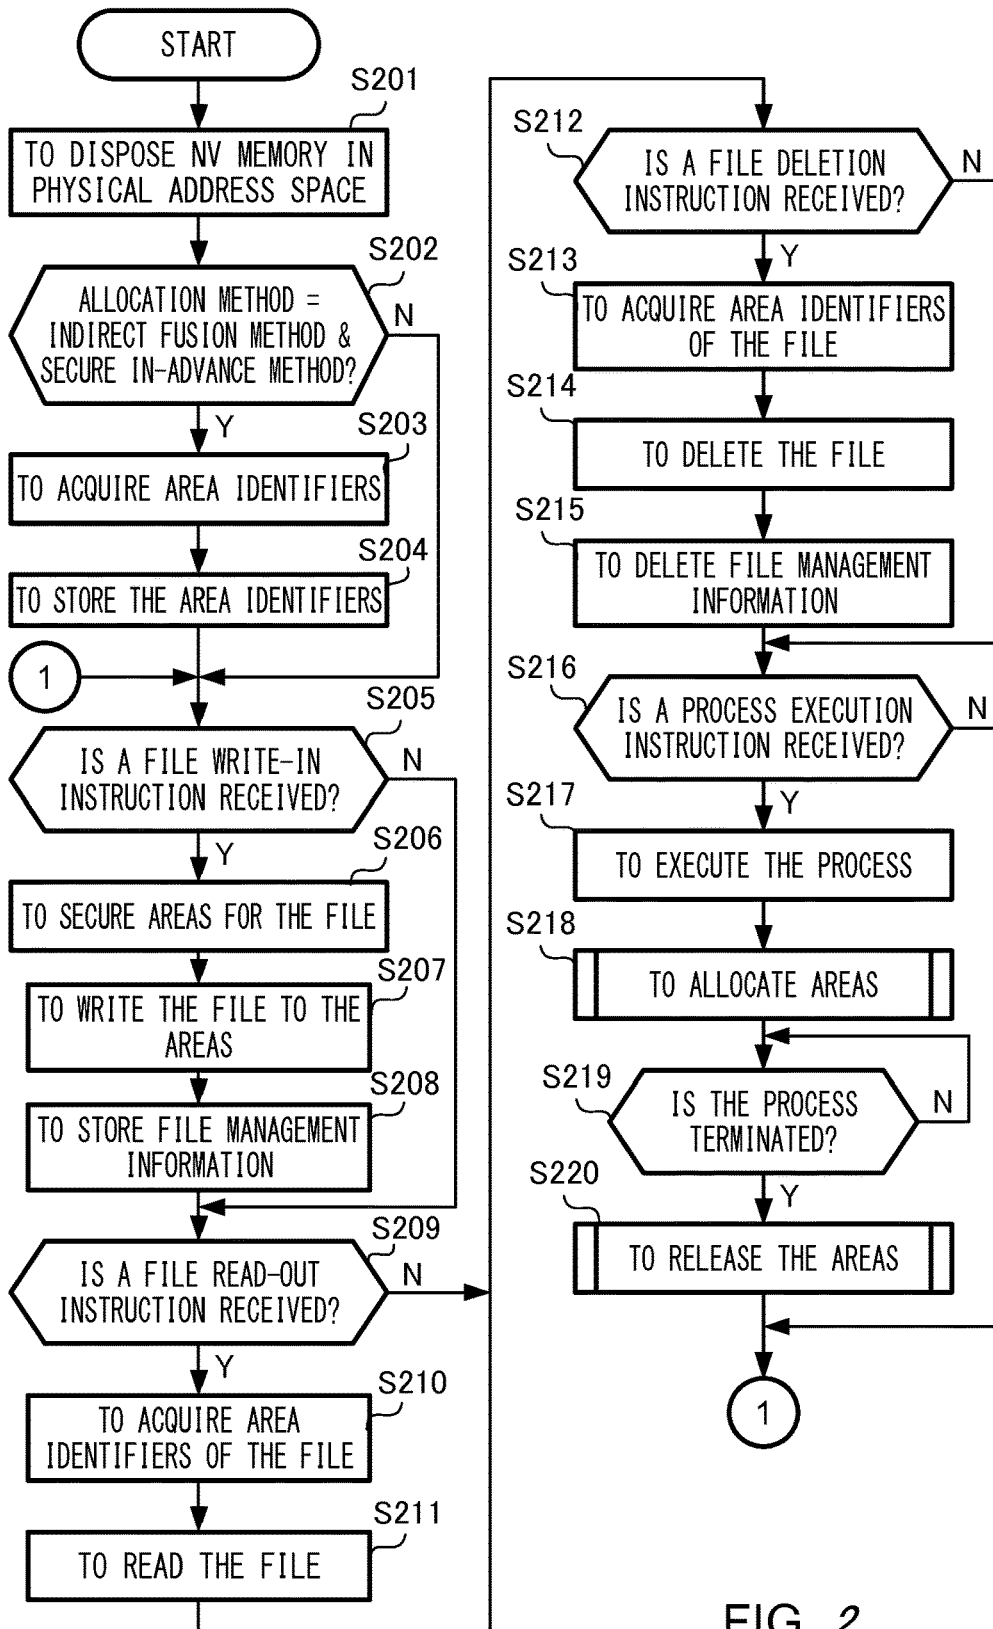 START
S201
TO DISPOSE NV MEMORY IN
PHYSICAL ADDRESS SPACE
S202
ALLOCATION METHOD =
INDIRECT FUSION METHOD &
SECURE IN-ADVANCE METHOD?
N
Y
S203
TO ACQUIRE AREA IDENTIFIERS
S204
TO STORE THE AREA IDENTIFIERS
1
S205
IS A FILE WRITE-IN
INSTRUCTION RECEIVED?
N
Y
S206
TO SECURE AREAS FOR THE FILE
S207
TO WRITE THE FILE TO THE
AREAS
S208
TO STORE FILE MANAGEMENT
INFORMATION
S209
IS A FILE READ-OUT
INSTRUCTION RECEIVED?
N
Y
S210
TO ACQUIRE AREA
IDENTIFIERS OF THE FILE
S211
TO READ THE FILE
S212
IS A FILE DELETION
INSTRUCTION RECEIVED?
N
Y
S213
TO ACQUIRE AREA IDENTIFIERS
OF THE FILE
S214
TO DELETE THE FILE
S215
TO DELETE FILE MANAGEMENT
INFORMATION
S216
IS A PROCESS EXECUTION
INSTRUCTION RECEIVED?
N
Y
S217
TO EXECUTE THE PROCESS
S218
TO ALLOCATE AREAS
S219
IS THE PROCESS
TERMINATED?
N
Y
S220
TO RELEASE THE AREAS
1
FIG. 2